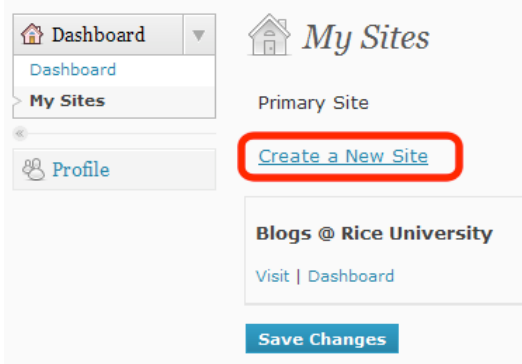 Dashboard
Dashboard
My Sites
Profile
My Sites
Primary Site
Create a New Site
Blogs @ Rice University
Visit | Dashboard
Save Changes